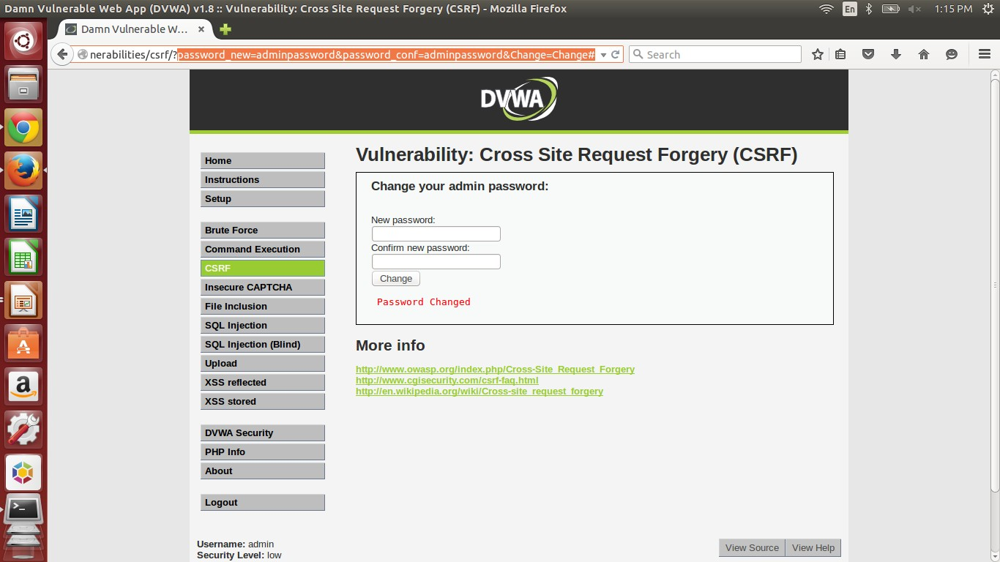 Damn Vulnerable Web App (DVWA) v1.8 :: Vulnerability: Cross Site Request Forgery (CSRF) - Mozilla Firefox
En
1:15 PM
Damn Vulnerable W...
nerabilities/csrf/?password_new=adminpassword&password_conf=adminpassword&Change=Change#
Search
DVWA
Home
Instructions
Setup
Brute Force
Command Execution
CSRF
Insecure CAPTCHA
File Inclusion
SQL Injection
SQL Injection (Blind)
Upload
XSS reflected
XSS stored
DVWA Security
PHP Info
About
Logout
Vulnerability: Cross Site Request Forgery (CSRF)
Change your admin password:
New password:
Confirm new password:
Change
Password Changed
More info
http://www.owasp.org/index.php/Cross-Site_Request_Forgery
http://www.cgisecurity.com/csrf-faq.html
http://en.wikipedia.org/wiki/Cross-site_request_forgery
Username: admin
Security Level: low
View Source
View Help